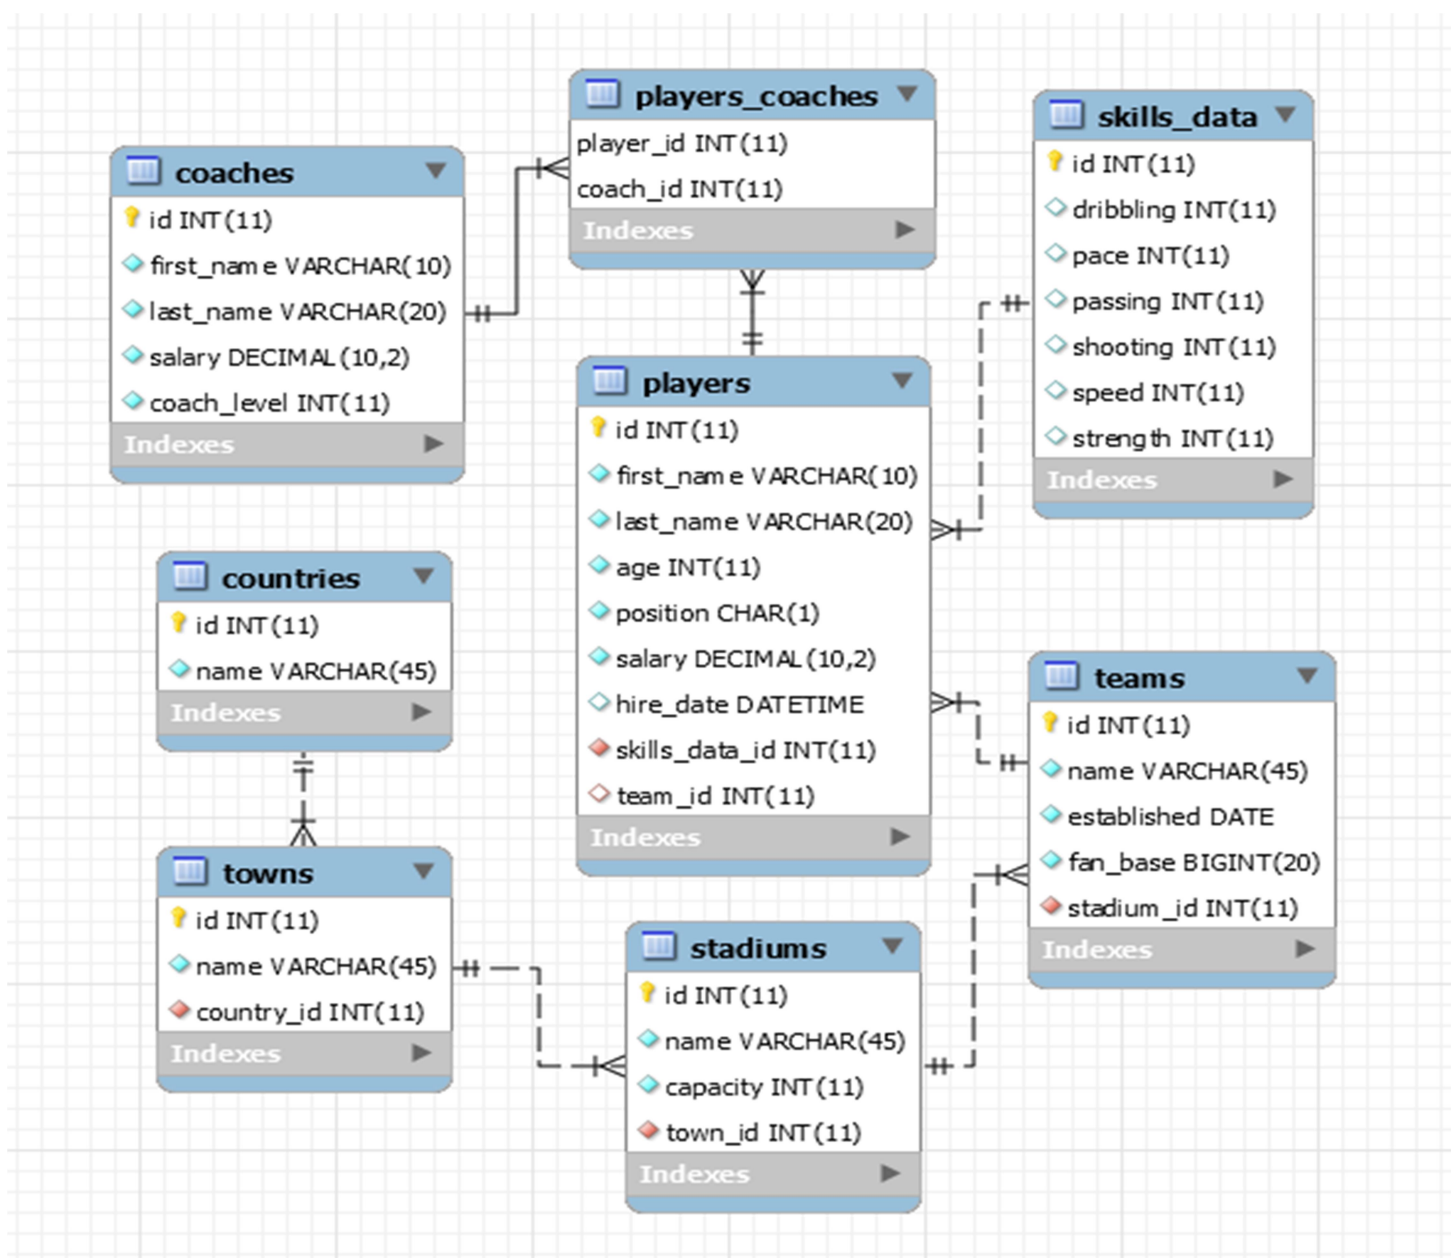 players_coaches
player_id INT(11)
coach_id INT(11)
Indexes
skills_data
id INT(11)
dribbling INT(11)
pace INT(11)
passing INT(11)
shooting INT(11)
speed INT(11)
strength INT(11)
Indexes
coaches
id INT(11)
first_name VARCHAR(10)
last_name VARCHAR(20)
salary DECIMAL(10,2)
coach_level INT(11)
Indexes
players
id INT(11)
first_name VARCHAR(10)
last_name VARCHAR(20)
age INT(11)
position CHAR(1)
salary DECIMAL(10,2)
hire_date DATETIME
skills_data_id INT(11)
team_id INT(11)
Indexes
countries
id INT(11)
name VARCHAR(45)
Indexes
teams
id INT(11)
name VARCHAR(45)
established DATE
fan_base BIGINT(20)
stadium_id INT(11)
Indexes
towns
id INT(11)
name VARCHAR(45)
country_id INT(11)
Indexes
stadiums
id INT(11)
name VARCHAR(45)
capacity INT(11)
town_id INT(11)
Indexes